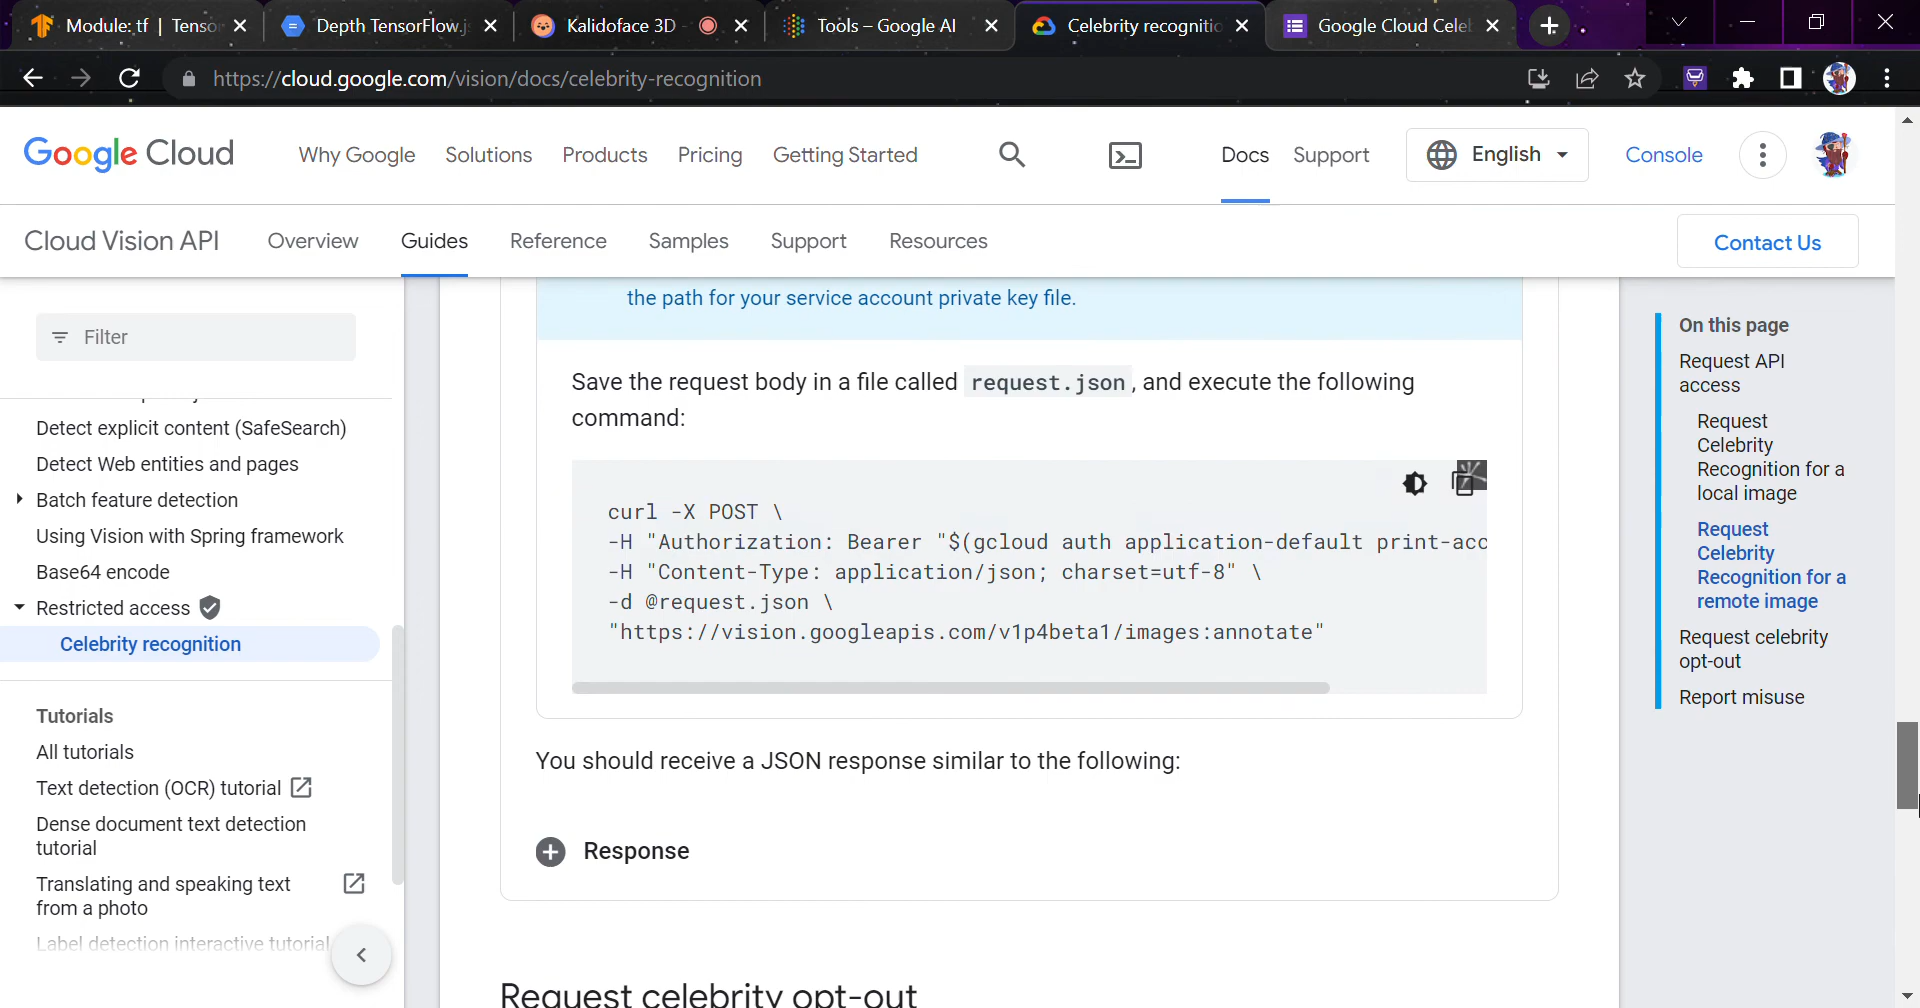 Module: tf | Tenso
Depth TensorFlow.j
Kalidoface 3D
Tools – Google AI
Celebrity recognitio
Google Cloud Cele
https://cloud.google.com/vision/docs/celebrity-recognition
Google Cloud
Why Google
Solutions
Products
Pricing
Getting Started
Docs
Support
English
Console
Cloud Vision API
Overview
Guides
Reference
Samples
Support
Resources
Contact Us
Filter
Detect explicit content (SafeSearch)
Detect Web entities and pages
Batch feature detection
Using Vision with Spring framework
Base64 encode
Restricted access
Celebrity recognition
Tutorials
All tutorials
Text detection (OCR) tutorial
Dense document text detection
tutorial
Translating and speaking text
from a photo
Label detection interactive tutorial
the path for your service account private key file.
Save the request body in a file called request.json, and execute the following
command:
curl -X POST \
-H "Authorization: Bearer "$(gcloud auth application-default print-acc
-H "Content-Type: application/json; charset=utf-8" \
-d @request.json \
"https://vision.googleapis.com/v1p4beta1/images:annotate"
You should receive a JSON response similar to the following:
Response
Request celebrity opt-out
On this page
Request API
access
Request
Celebrity
Recognition for a
local image
Request
Celebrity
Recognition for a
remote image
Request celebrity
opt-out
Report misuse